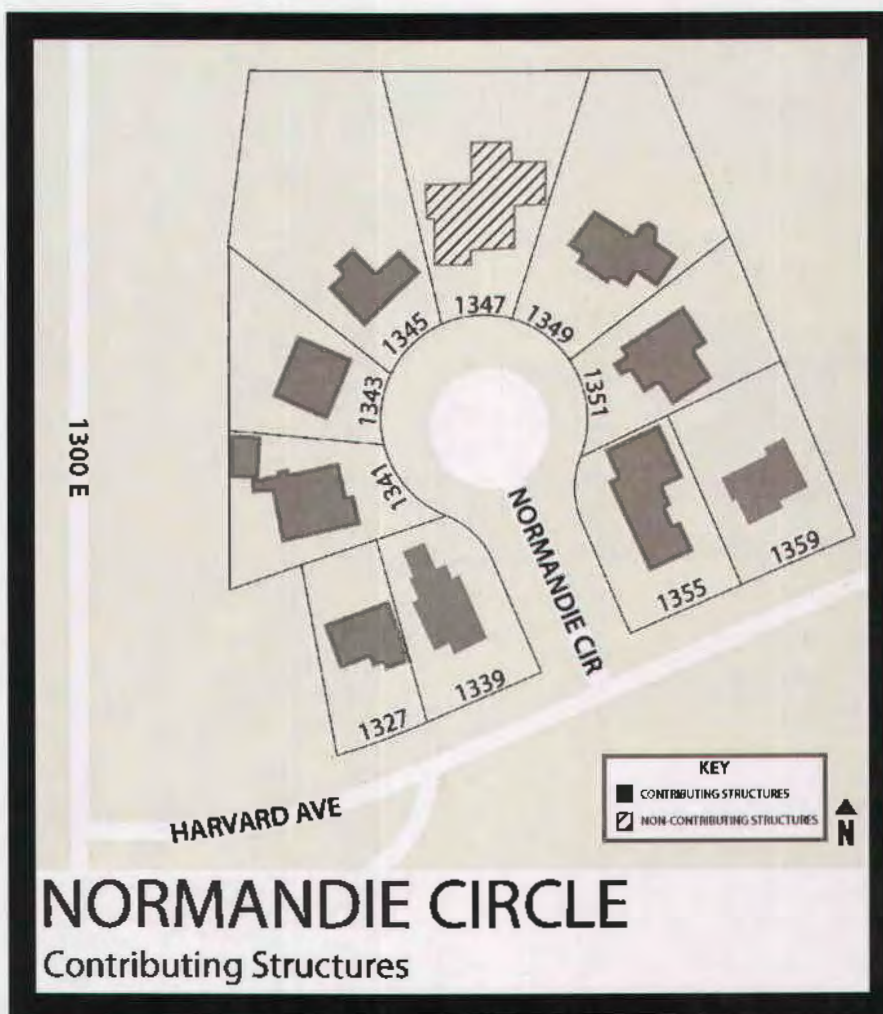 1347
1345
1349
1343
1351
1300 E
1341
NORMANDIE CIR
1359
1355
1339
1327
HARVARD AVE
KEY
CONTRIBUTING STRUCTURES
NON-CONTRIBUTING STRUCTURES
N
NORMANDIE CIRCLE
Contributing Structures